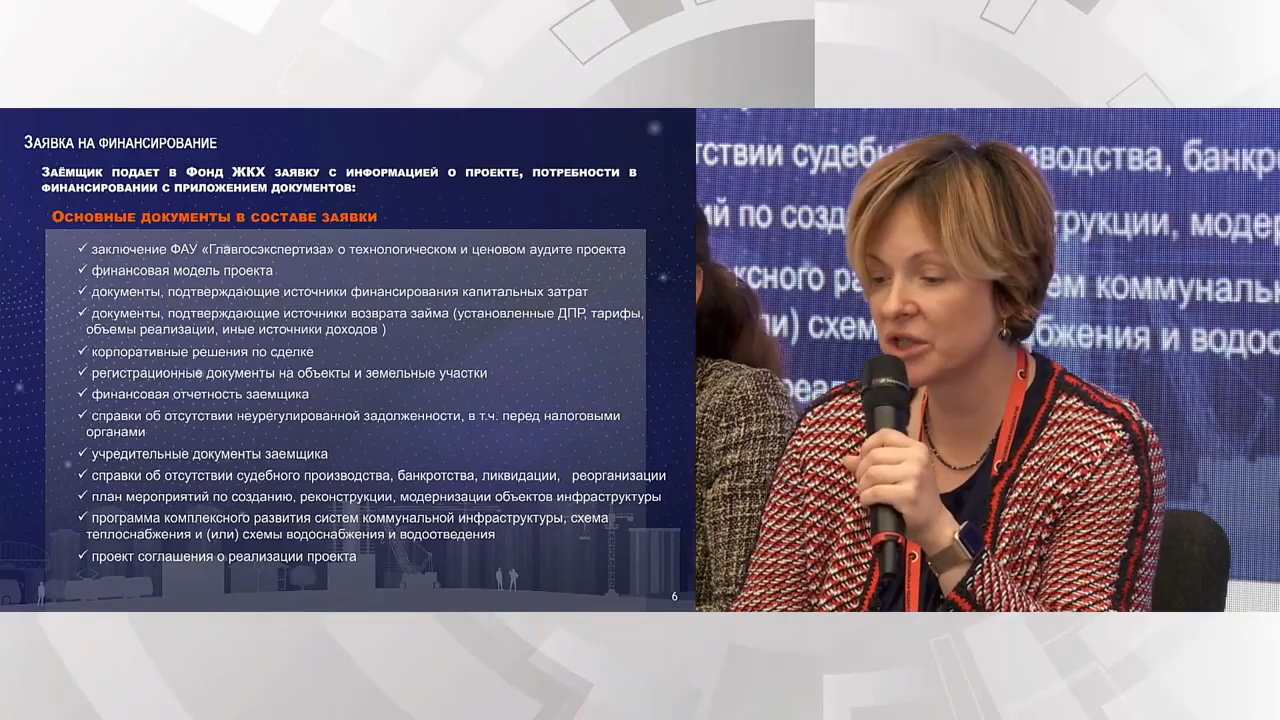 Заявка на финансирование
Заёмщик подает в Фонд ЖКХ заявку с информацией о проекте, потребности в
финансировании с приложением документов:
Основные документы в составе заявки
✓ заключение ФАУ «Главгосэкспертиза» о технологическом и ценовом аудите проекта
✓ финансовая модель проекта
✓ документы, подтверждающие источники финансирования капитальных затрат
✓ документы, подтверждающие источники возврата займа (установленные ДПР, тарифы,
объемы реализации, иные источники доходов )
✓ корпоративные решения по сделке
✓ регистрационные документы на объекты и земельные участки
✓ финансовая отчетность заемщика
✓ справки об отсутствии неурегулированной задолженности, в т.ч. перед налоговыми
органами
✓ учредительные документы заемщика
✓ справки об отсутствии судебного производства, банкротства, ликвидации, реорганизации
✓ план мероприятий по созданию, реконструкции, модернизации объектов инфраструктуры
✓ программа комплексного развития систем коммунальной инфраструктуры, схема
теплоснабжения и (или) схемы водоснабжения и водоотведения
✓ проект соглашения о реализации проекта
6
тствии судебн изводства, банкр
ий по созд рукции, модер
ксного ра ем коммуналь
ли) схем бжения и водоо
реал